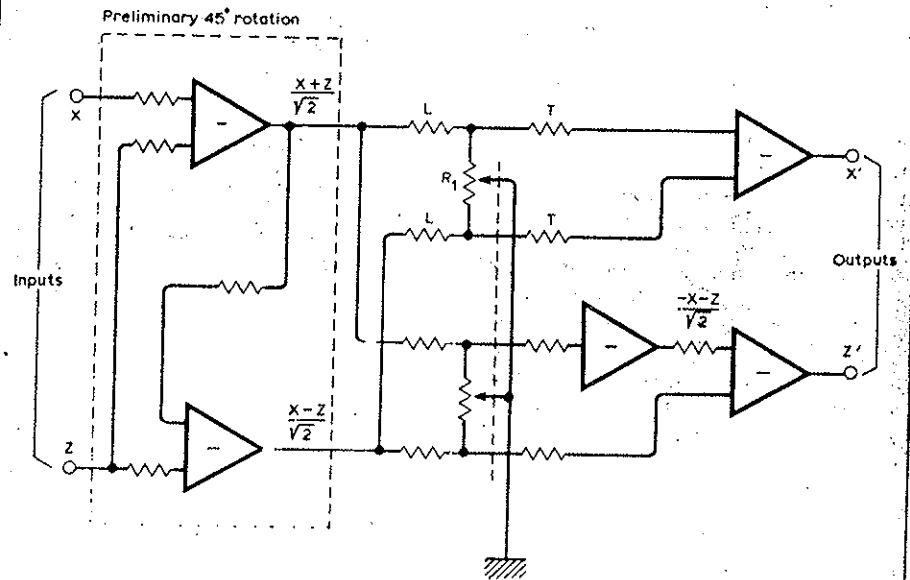 Preliminary 45° rotation
X+Z
√2
L
T
X
–
–
X'
R₁
L
T
Inputs
Outputs
–
-X-Z
√2
–
Z'
Z
–
X-Z
√2